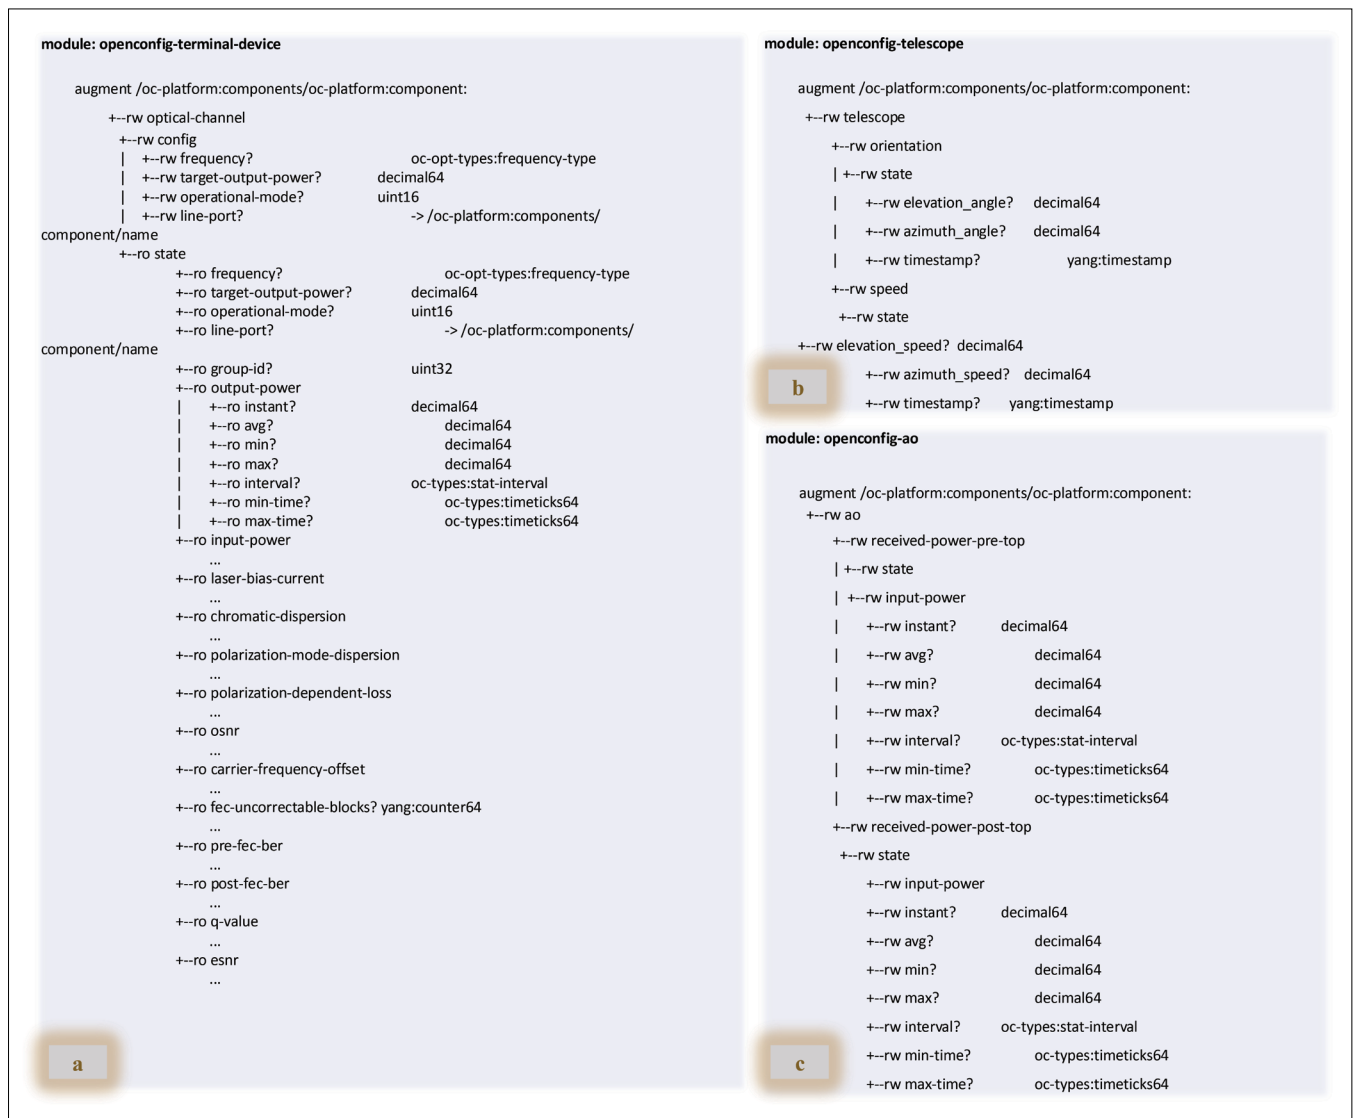 module: openconfig-terminal-device
augment /oc-platform:components/oc-platform:component:
+--rw optical-channel
+--rw config
| +--rw frequency? oc-opt-types:frequency-type
| +--rw target-output-power? decimal64
| +--rw operational-mode? uint16
| +--rw line-port? -> /oc-platform:components/
component/name
+--ro state
+--ro frequency? oc-opt-types:frequency-type
+--ro target-output-power? decimal64
+--ro operational-mode? uint16
+--ro line-port? -> /oc-platform:components/
component/name
+--ro group-id? uint32
+--ro output-power
| +--ro instant? decimal64
| +--ro avg? decimal64
| +--ro min? decimal64
| +--ro max? decimal64
| +--ro interval? oc-types:stat-interval
| +--ro min-time? oc-types:timeticks64
| +--ro max-time? oc-types:timeticks64
+--ro input-power
...
+--ro laser-bias-current
...
+--ro chromatic-dispersion
...
+--ro polarization-mode-dispersion
...
+--ro polarization-dependent-loss
...
+--ro osnr
...
+--ro carrier-frequency-offset
...
+--ro fec-uncorrectable-blocks? yang:counter64
...
+--ro pre-fec-ber
...
+--ro post-fec-ber
...
+--ro q-value
...
+--ro esnr
...
a
module: openconfig-telescope
augment /oc-platform:components/oc-platform:component:
+--rw telescope
+--rw orientation
| +--rw state
| +--rw elevation_angle? decimal64
| +--rw azimuth_angle? decimal64
| +--rw timestamp? yang:timestamp
+--rw speed
+--rw state
+--rw elevation_speed? decimal64
+--rw azimuth_speed? decimal64
+--rw timestamp? yang:timestamp
b
module: openconfig-ao
augment /oc-platform:components/oc-platform:component:
+--rw ao
+--rw received-power-pre-top
| +--rw state
| +--rw input-power
| +--rw instant? decimal64
| +--rw avg? decimal64
| +--rw min? decimal64
| +--rw max? decimal64
| +--rw interval? oc-types:stat-interval
| +--rw min-time? oc-types:timeticks64
| +--rw max-time? oc-types:timeticks64
+--rw received-power-post-top
+--rw state
+--rw input-power
+--rw instant? decimal64
+--rw avg? decimal64
+--rw min? decimal64
+--rw max? decimal64
+--rw interval? oc-types:stat-interval
+--rw min-time? oc-types:timeticks64
+--rw max-time? oc-types:timeticks64
c